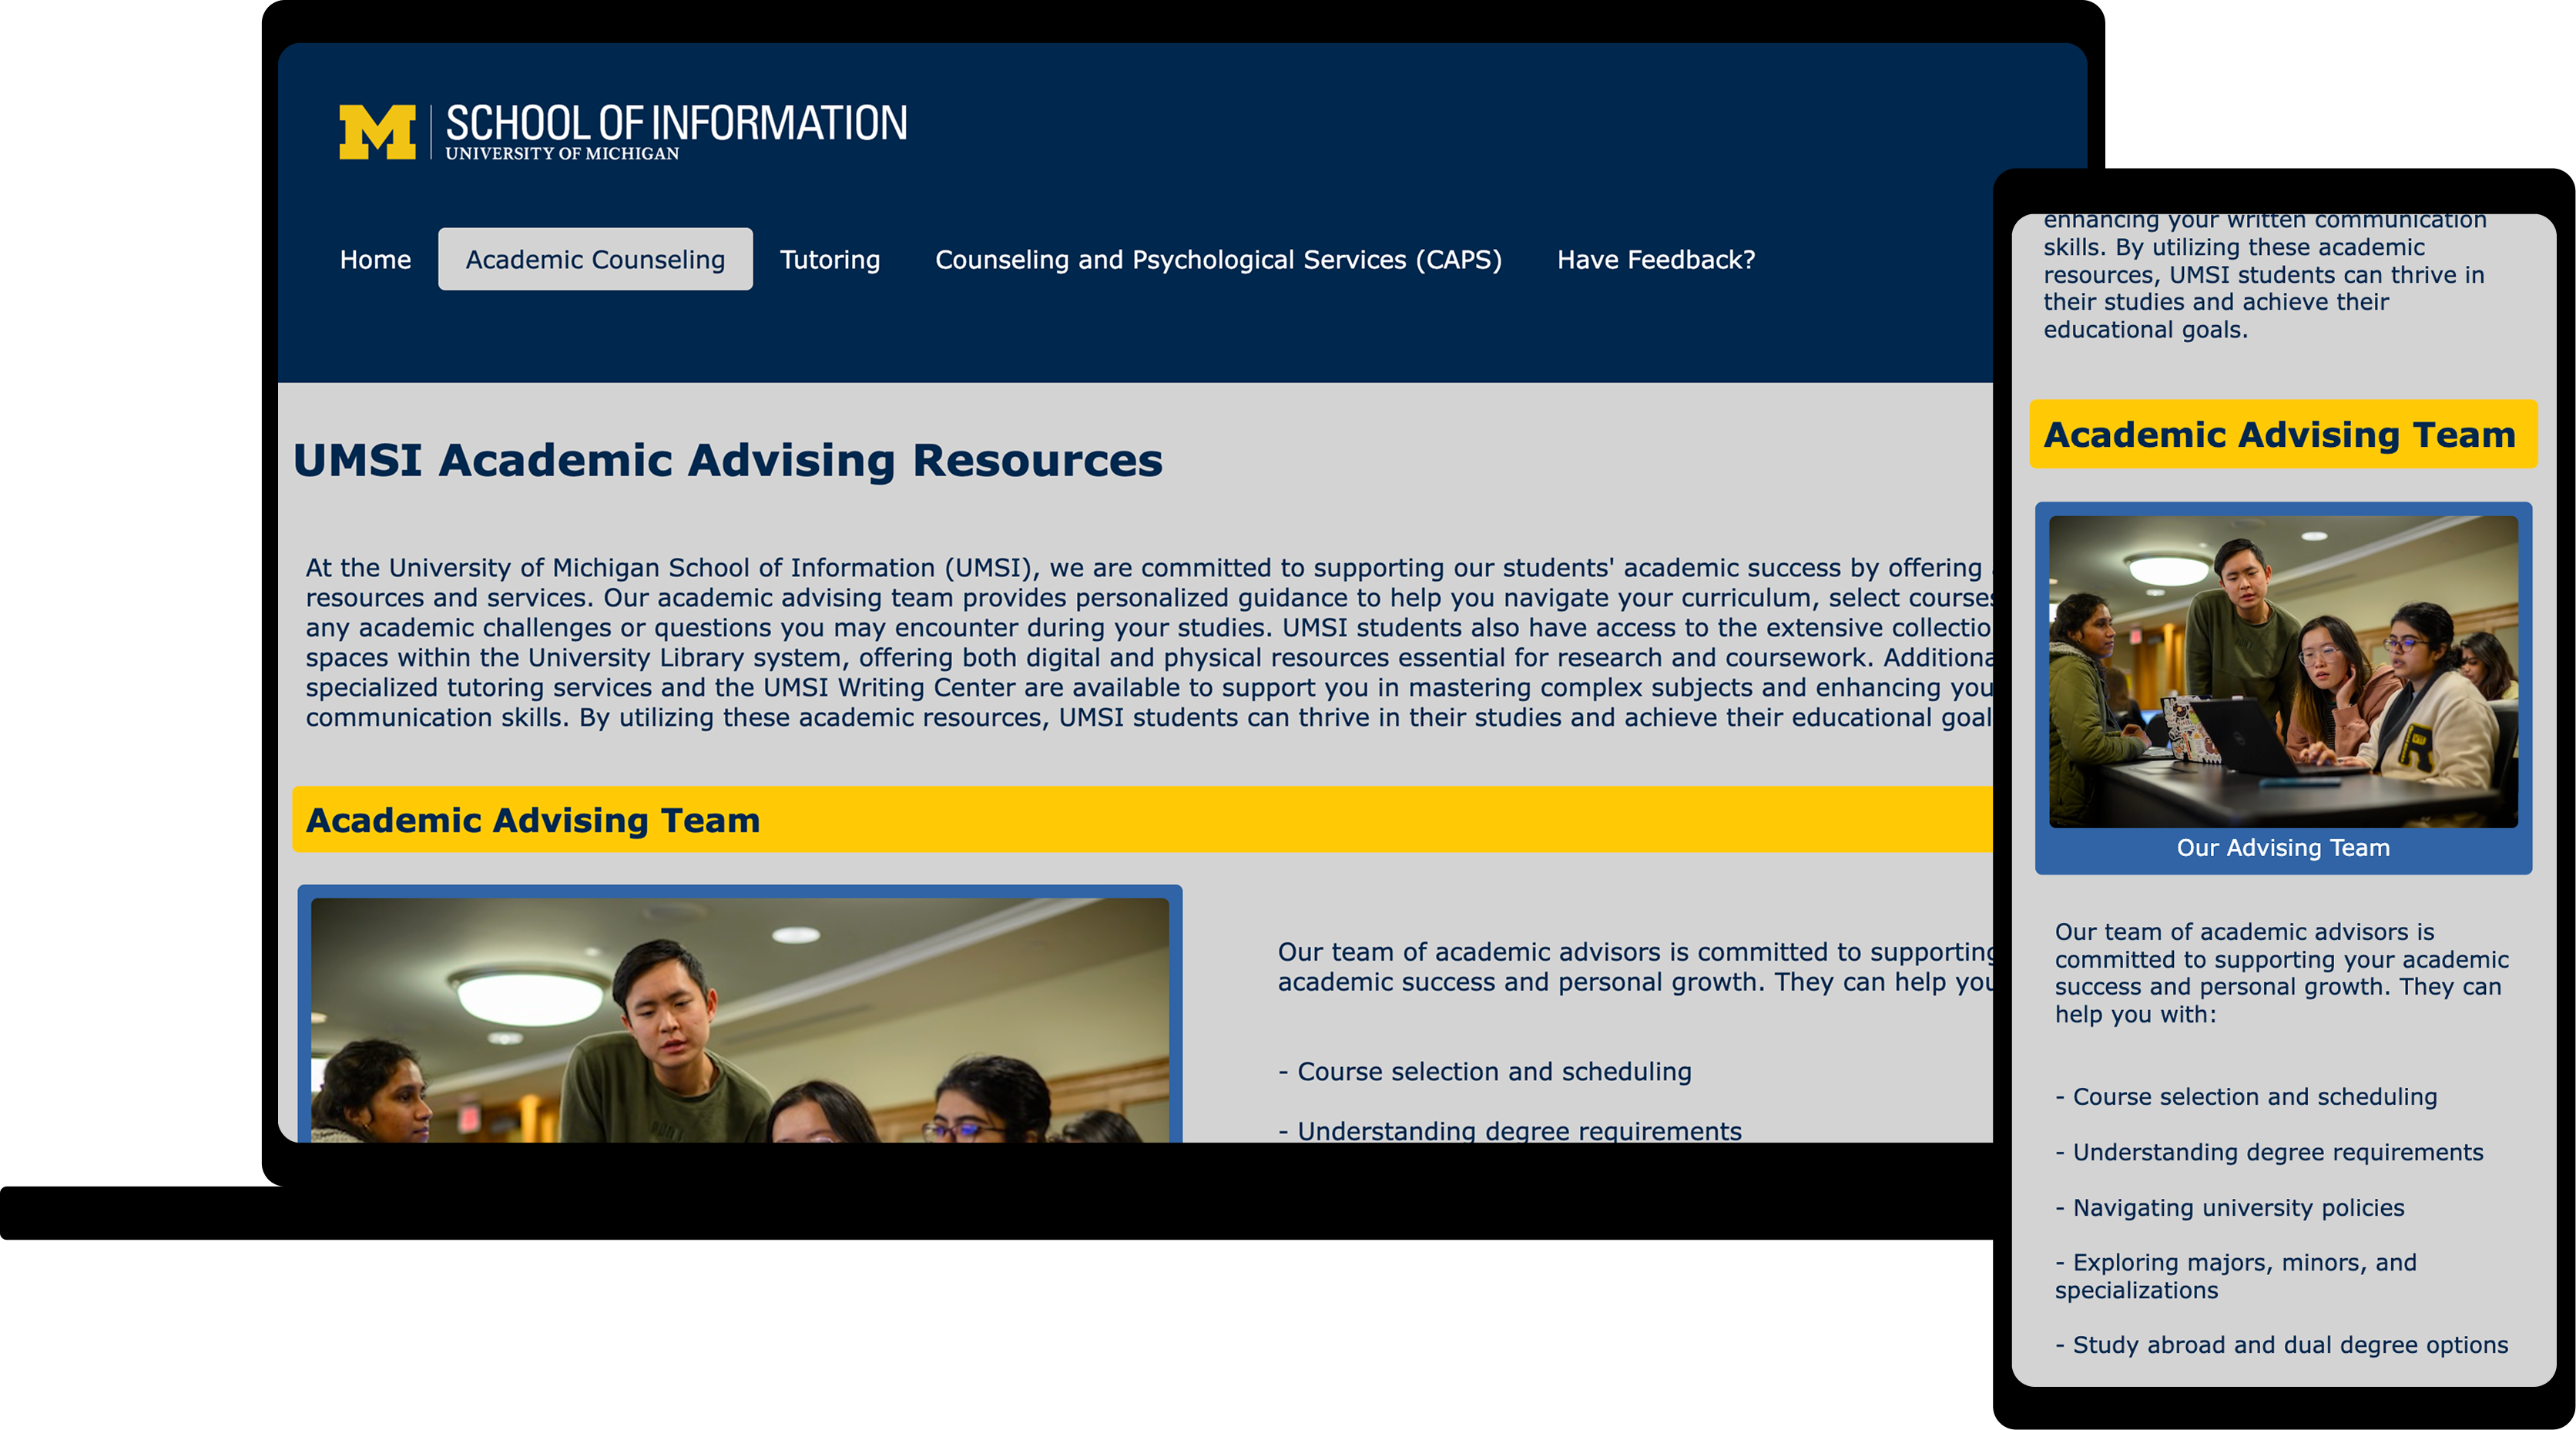 M
SCHOOL OF INFORMATION
UNIVERSITY OF MICHIGAN
Home
Academic Counseling
Tutoring
Counseling and Psychological Services (CAPS)
Have Feedback?
UMSI Academic Advising Resources
At the University of Michigan School of Information (UMSI), we are committed to supporting our students' academic success by offering
resources and services. Our academic advising team provides personalized guidance to help you navigate your curriculum, select courses
any academic challenges or questions you may encounter during your studies. UMSI students also have access to the extensive collectio
spaces within the University Library system, offering both digital and physical resources essential for research and coursework. Additiona
specialized tutoring services and the UMSI Writing Center are available to support you in mastering complex subjects and enhancing you
communication skills. By utilizing these academic resources, UMSI students can thrive in their studies and achieve their educational goal
Academic Advising Team
Our team of academic advisors is committed to supporting
academic success and personal growth. They can help you
- Course selection and scheduling
- Understanding degree requirements
enhancing your written communication
skills. By utilizing these academic
resources, UMSI students can thrive in
their studies and achieve their
educational goals.
Academic Advising Team
Our Advising Team
Our team of academic advisors is
committed to supporting your academic
success and personal growth. They can
help you with:
- Course selection and scheduling
- Understanding degree requirements
- Navigating university policies
- Exploring majors, minors, and
specializations
- Study abroad and dual degree options